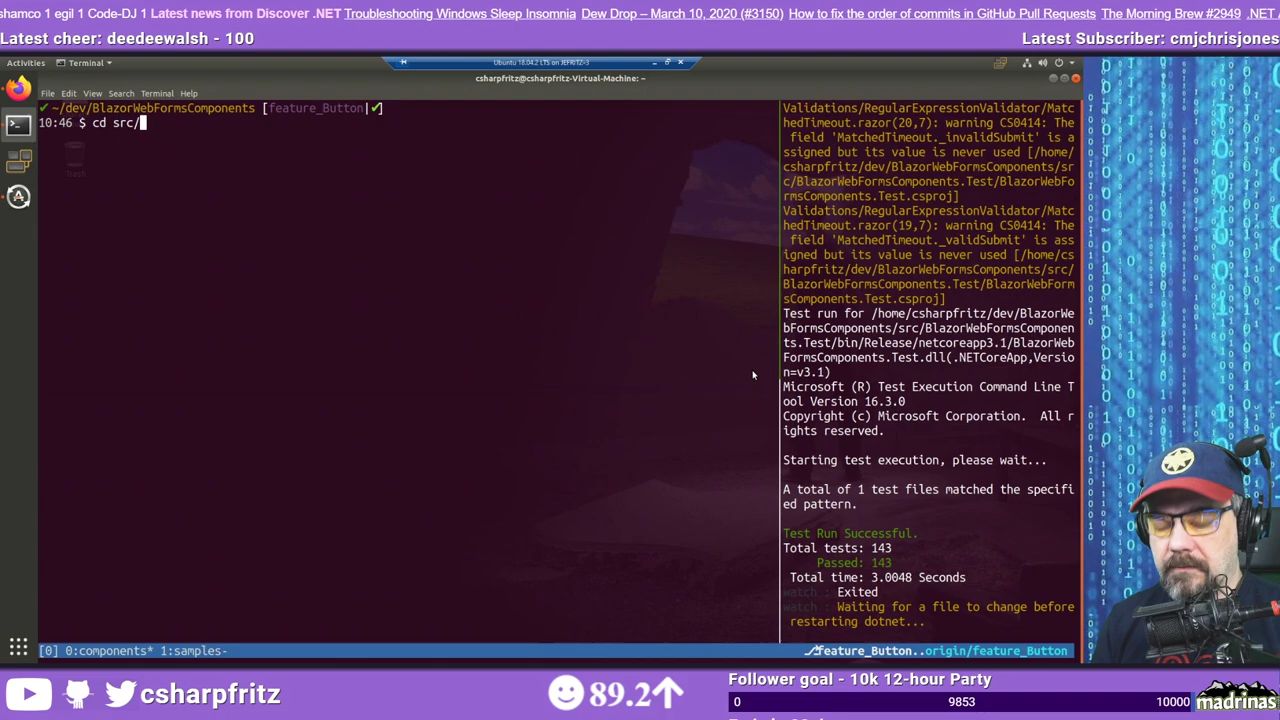 shamco 1 egil 1 Code-DJ 1 Latest news from Discover .NET Troubleshooting Windows Sleep Insomnia Dew Drop – March 10, 2020 (#3150) How to fix the order of commits in GitHub Pull Requests The Morning Brew #2949 .NET
Latest cheer: deedeewalsh - 100
Latest Subscriber: cmjchrisjones
Activities Terminal
Ubuntu 18.04.2 LTS on JEFRITZ-3
csharpfritz@csharpfritz-Virtual-Machine: ~
File Edit View Search Terminal Help
✔ ~/dev/BlazorWebFormsComponents [feature_Button|✔]
10:46 $ cd src/
Trash
Validations/RegularExpressionValidator/Matc
hedTimeout.razor(20,7): warning CS0414: The
field 'MatchedTimeout._invalidSubmit' is a
ssigned but its value is never used [/home/
csharpfritz/dev/BlazorWebFormsComponents/sr
c/BlazorWebFormsComponents.Test/BlazorWebFo
rmsComponents.Test.csproj]
Validations/RegularExpressionValidator/Matc
hedTimeout.razor(19,7): warning CS0414: The
field 'MatchedTimeout._validSubmit' is ass
igned but its value is never used [/home/cs
harpfritz/dev/BlazorWebFormsComponents/src/
BlazorWebFormsComponents.Test/BlazorWebForm
sComponents.Test.csproj]
Test run for /home/csharpfritz/dev/BlazorWe
bFormsComponents/src/BlazorWebFormsComponen
ts.Test/bin/Release/netcoreapp3.1/BlazorWeb
FormsComponents.Test.dll(.NETCoreApp,Versio
n=v3.1)
Microsoft (R) Test Execution Command Line T
ool Version 16.3.0
Copyright (c) Microsoft Corporation.  All r
ights reserved.
Starting test execution, please wait...
A total of 1 test files matched the specifi
ed pattern.
Test Run Successful.
Total tests: 143
Passed: 143
Total time: 3.0048 Seconds
watch : Exited
watch : Waiting for a file to change before
restarting dotnet...
[0] 0:components* 1:samples-
feature_Button..origin/feature_Button
csharpfritz
89.2
Follower goal - 10k 12-hour Party
0 9853 10000
madrinas